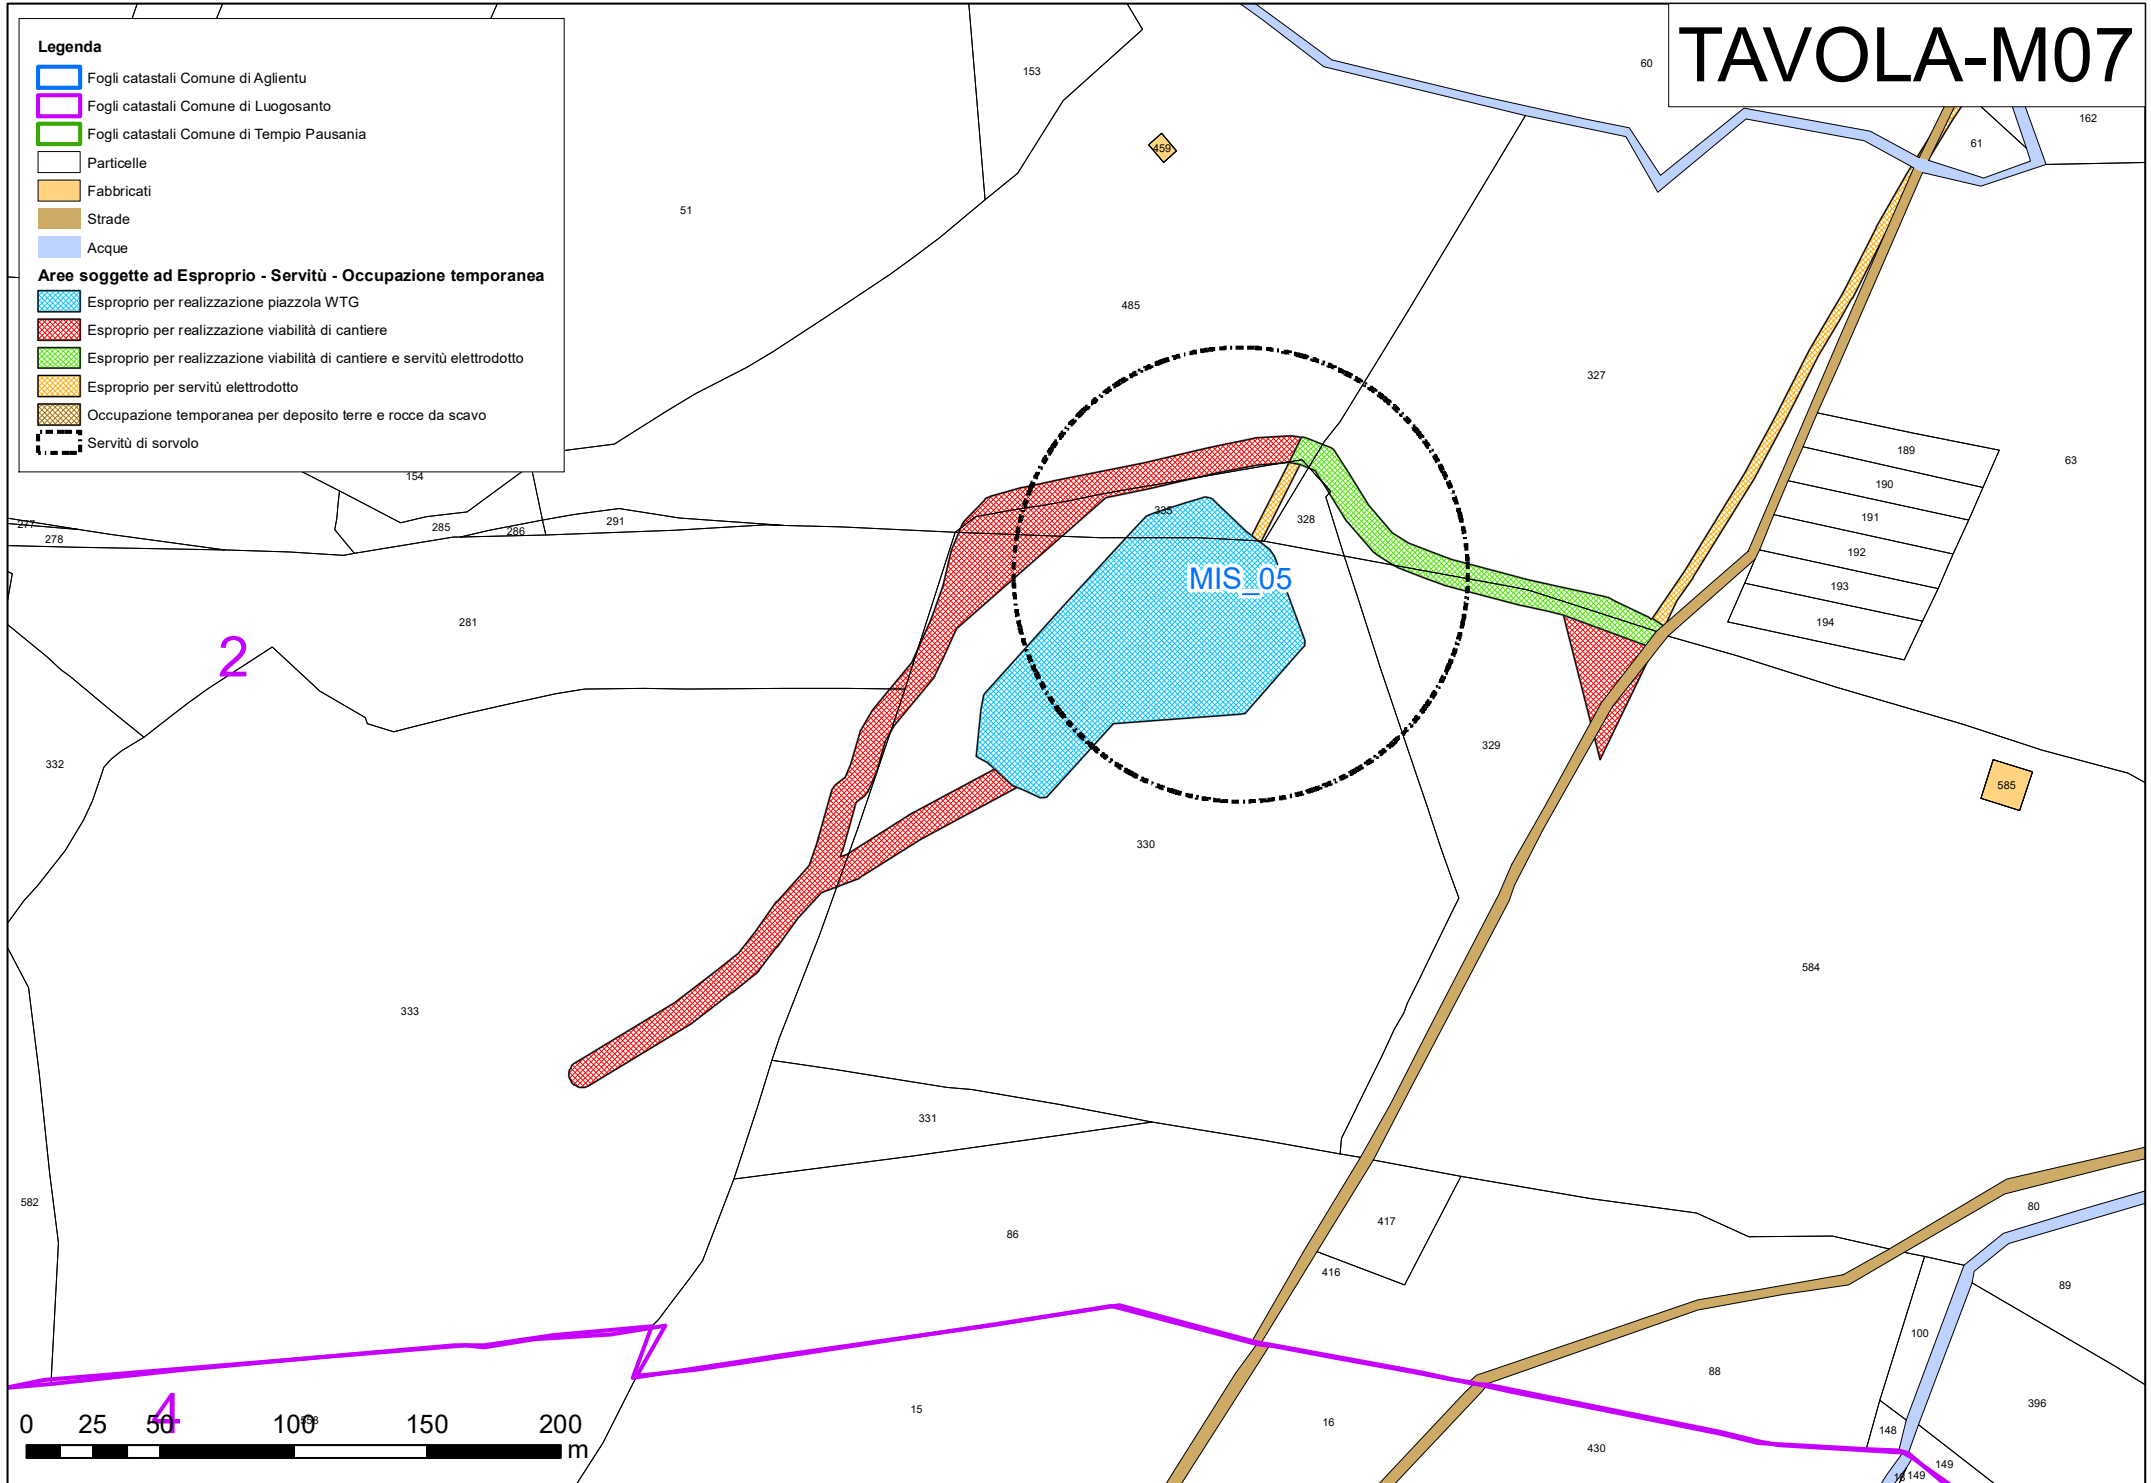 TAVOLA-M07
Legenda
Fogli catastali Comune di Aglientu
Fogli catastali Comune di Luogosanto
Fogli catastali Comune di Tempio Pausania
Particelle
Fabbricati
Strade
Acque
Aree soggette ad Esproprio - Servitù - Occupazione temporanea
Esproprio per realizzazione piazzola WTG
Esproprio per realizzazione viabilità di cantiere
Esproprio per realizzazione viabilità di cantiere e servitù elettrodotto
Esproprio per servitù elettrodotto
Occupazione temporanea per deposito terre e rocce da scavo
Servitù di sorvolo
153
60
162
61
459
51
485
327
63
189
190
191
192
193
194
154
277
278
285
286
291
335
328
MIS_05
281
2
332
329
585
330
584
333
331
582
86
417
416
80
89
100
88
396
15
16
430
148
149
149
4
0 25 50 100 150 200
m